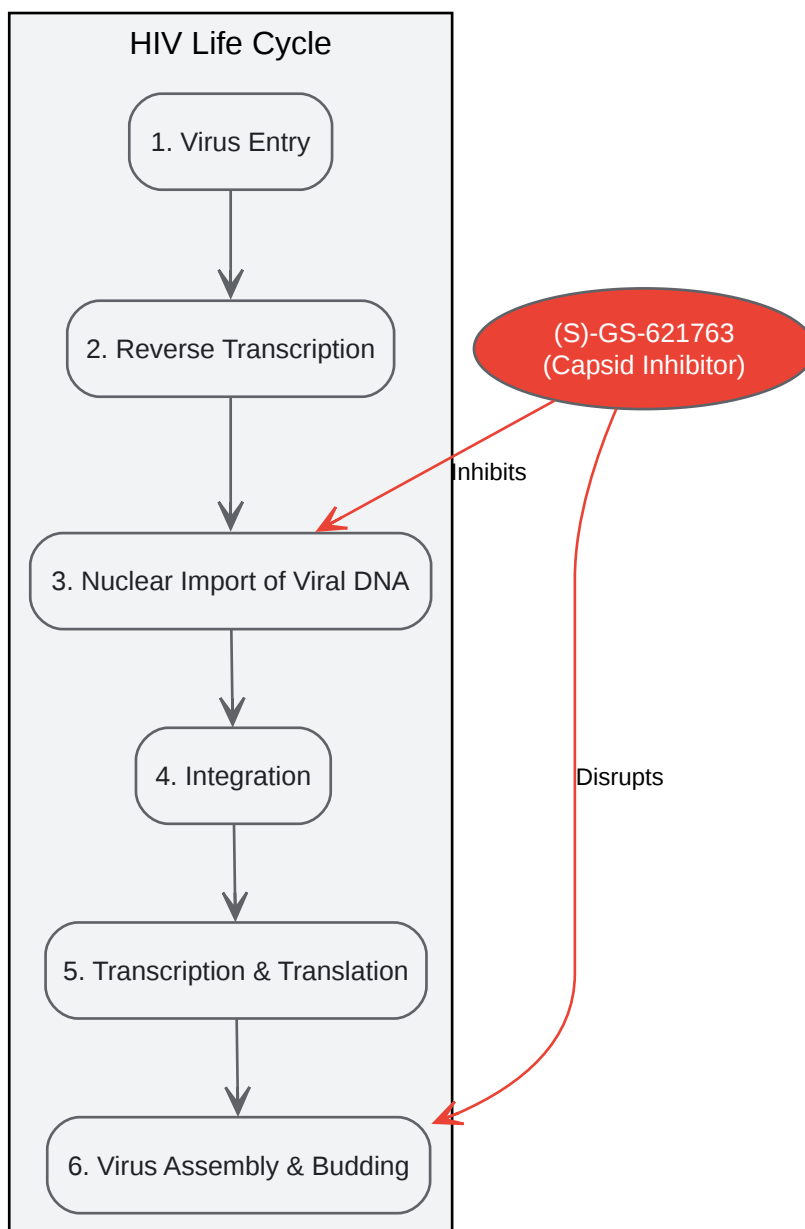 HIV Life Cycle
1. Virus Entry
2. Reverse Transcription
(S)-GS-621763
(Capsid Inhibitor)
Inhibits
3. Nuclear Import of Viral DNA
4. Integration
Disrupts
5. Transcription & Translation
6. Virus Assembly & Budding